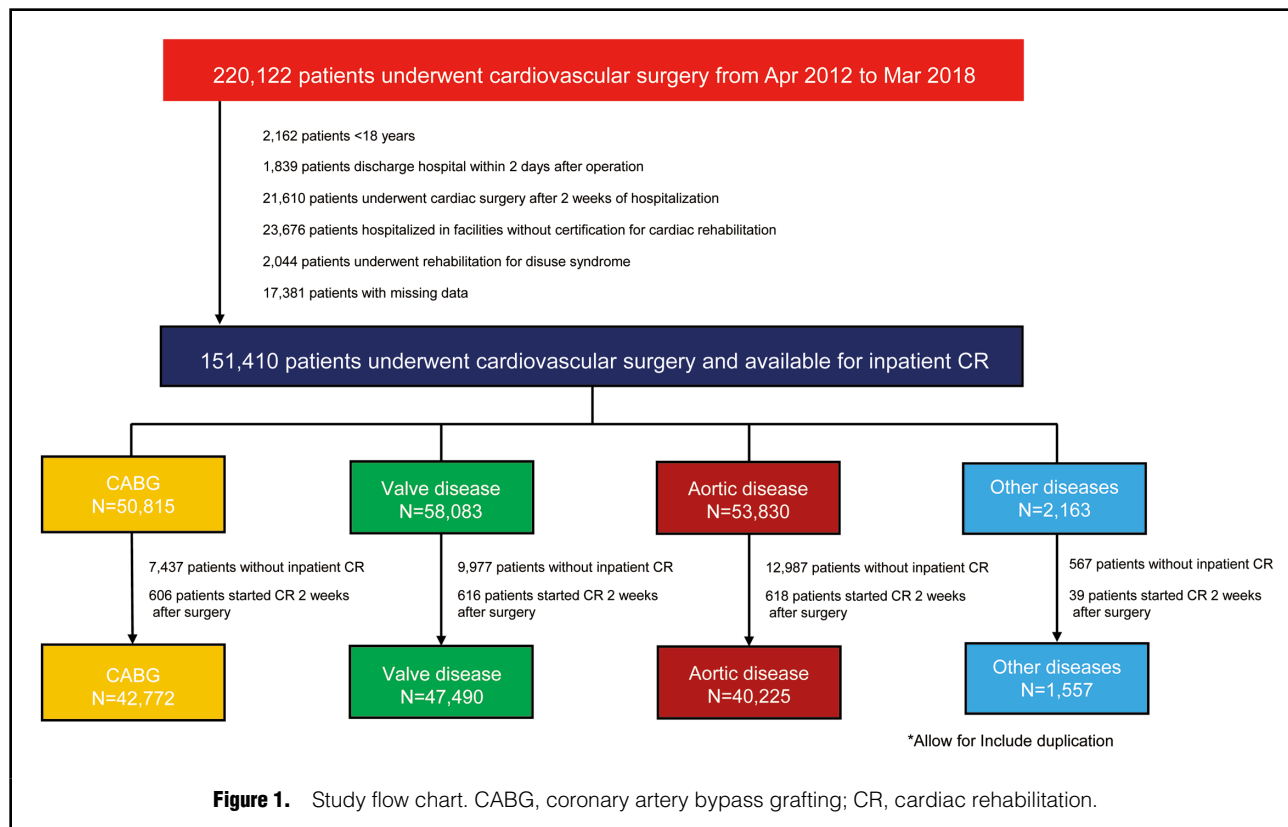 220,122 patients underwent cardiovascular surgery from Apr 2012 to Mar 2018
2,162 patients <18 years
1,839 patients discharge hospital within 2 days after operation
21,610 patients underwent cardiac surgery after 2 weeks of hospitalization
23,676 patients hospitalized in facilities without certification for cardiac rehabilitation
2,044 patients underwent rehabilitation for disuse syndrome
17,381 patients with missing data
151,410 patients underwent cardiovascular surgery and available for inpatient CR
CABG
N=50,815
Valve disease
N=58,083
Aortic disease
N=53,830
Other diseases
N=2,163
7,437 patients without inpatient CR
606 patients started CR 2 weeks
after surgery
9,977 patients without inpatient CR
616 patients started CR 2 weeks
after surgery
12,987 patients without inpatient CR
618 patients started CR 2 weeks
after surgery
567 patients without inpatient CR
39 patients started CR 2 weeks
after surgery
CABG
N=42,772
Valve disease
N=47,490
Aortic disease
N=40,225
Other diseases
N=1,557
*Allow for Include duplication
Figure 1. Study flow chart. CABG, coronary artery bypass grafting; CR, cardiac rehabilitation.